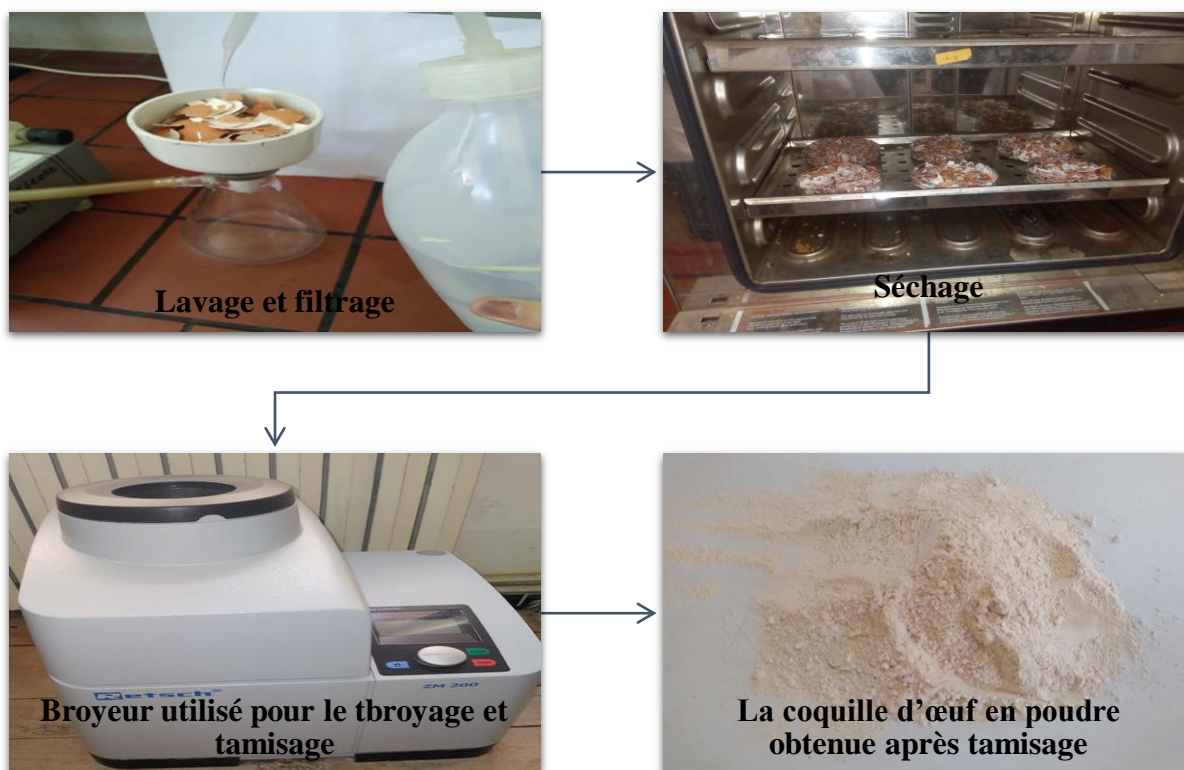 Lavage et filtrage
Séchage
Retsch®
ZM 200
Broyeur utilisé pour le tbroyage et
tamisage
La coquille d'œuf en poudre
obtenue après tamisage